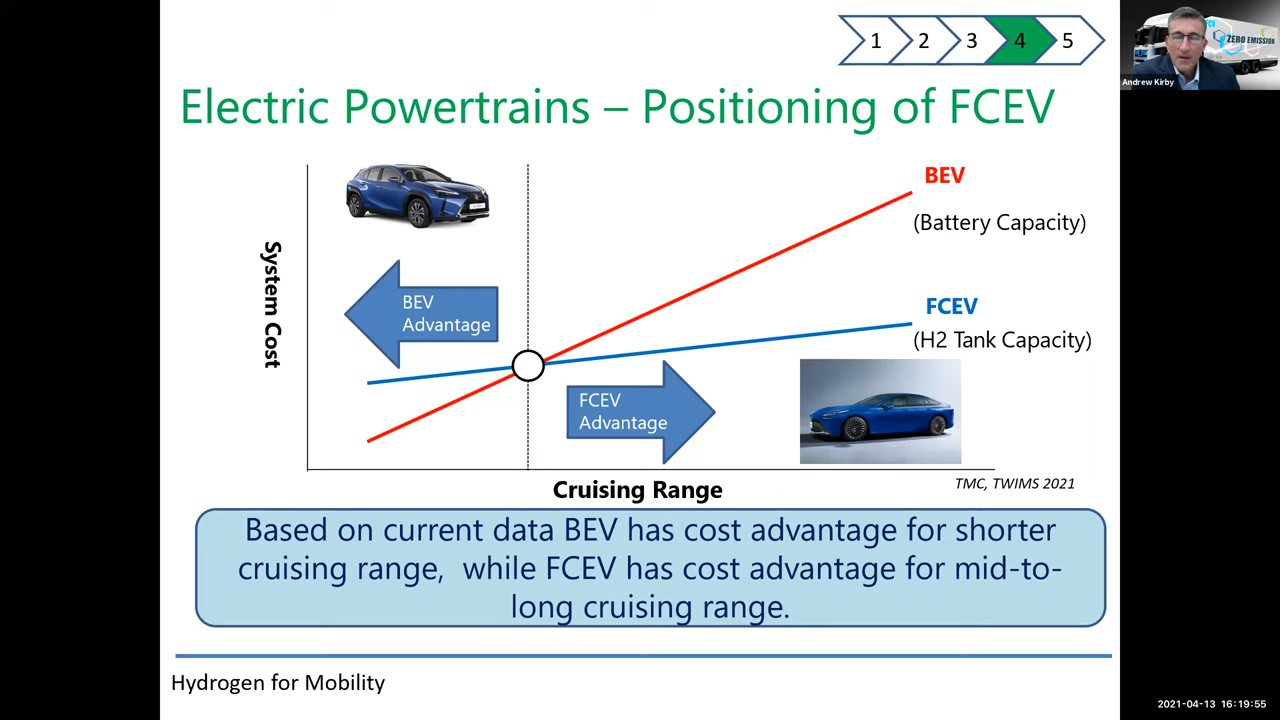 1 2 3 4 5
FCV
ZERO EMISSION
Andrew Kirby
Electric Powertrains – Positioning of FCEV
BEV
(Battery Capacity)
System Cost
BEV
Advantage
FCEV
(H2 Tank Capacity)
FCEV
Advantage
Cruising Range
TMC, TWIMS 2021
Based on current data BEV has cost advantage for shorter
cruising range, while FCEV has cost advantage for mid-to-
long cruising range.
Hydrogen for Mobility
2021-04-13 16:19:55